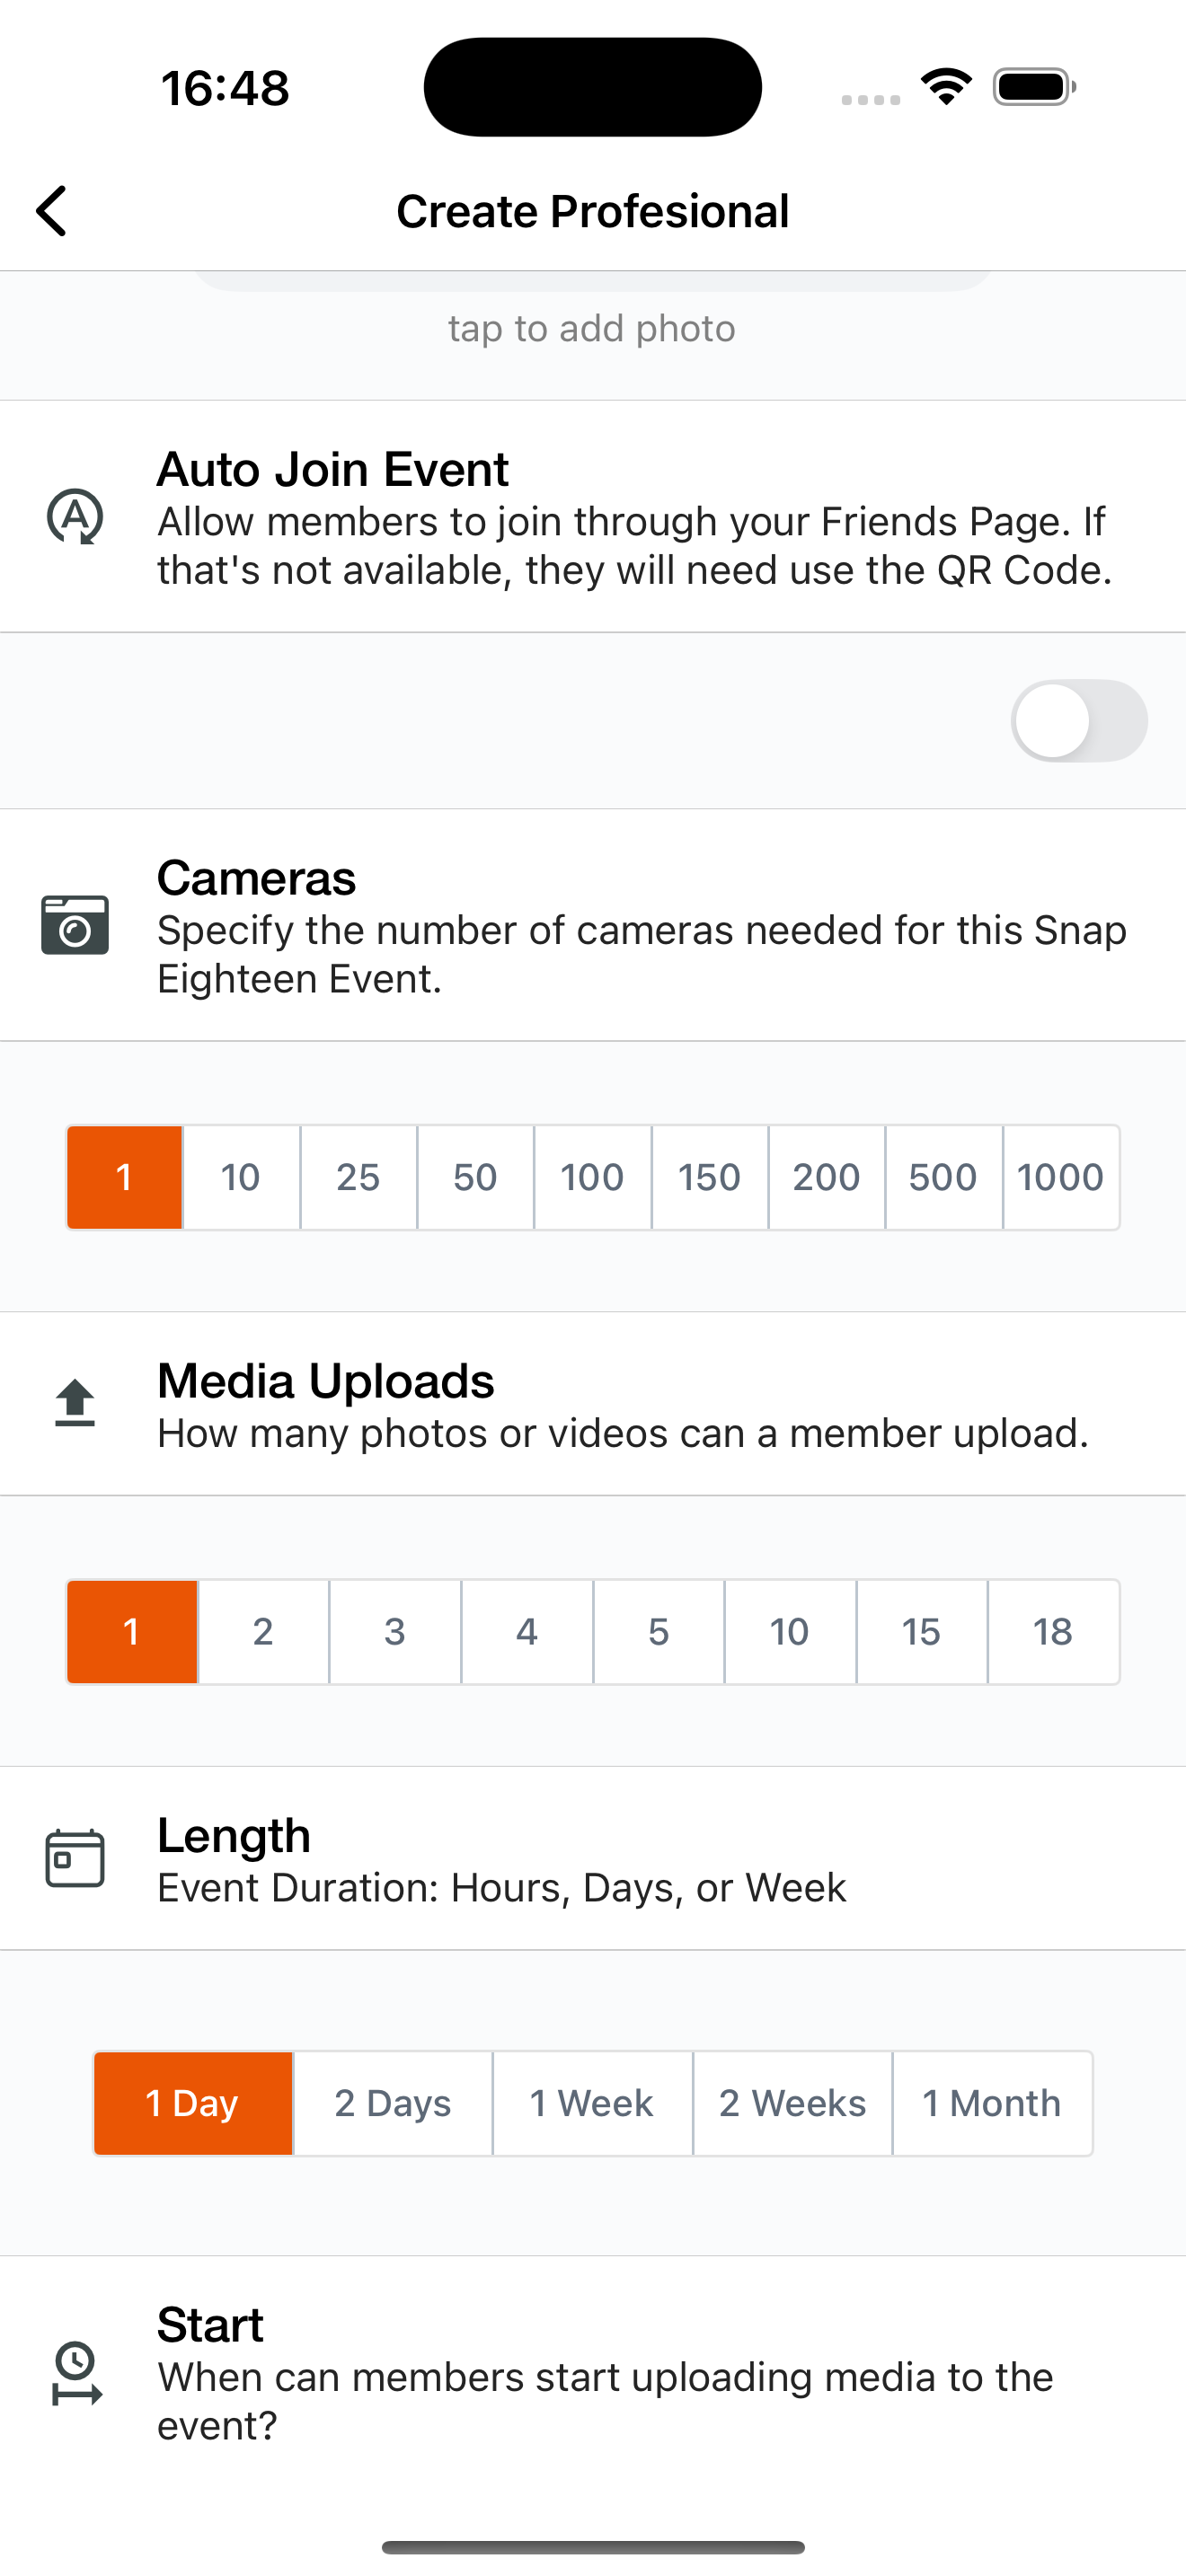 16:48
Create Profesional
tap to add photo
Auto Join Event
Allow members to join through your Friends Page. If
that's not available, they will need use the QR Code.
Cameras
Specify the number of cameras needed for this Snap
Eighteen Event.
1 10 25 50 100 150 200 500 1000
Media Uploads
How many photos or videos can a member upload.
1 2 3 4 5 10 15 18
Length
Event Duration: Hours, Days, or Week
1 Day 2 Days 1 Week 2 Weeks 1 Month
Start
When can members start uploading media to the
event?